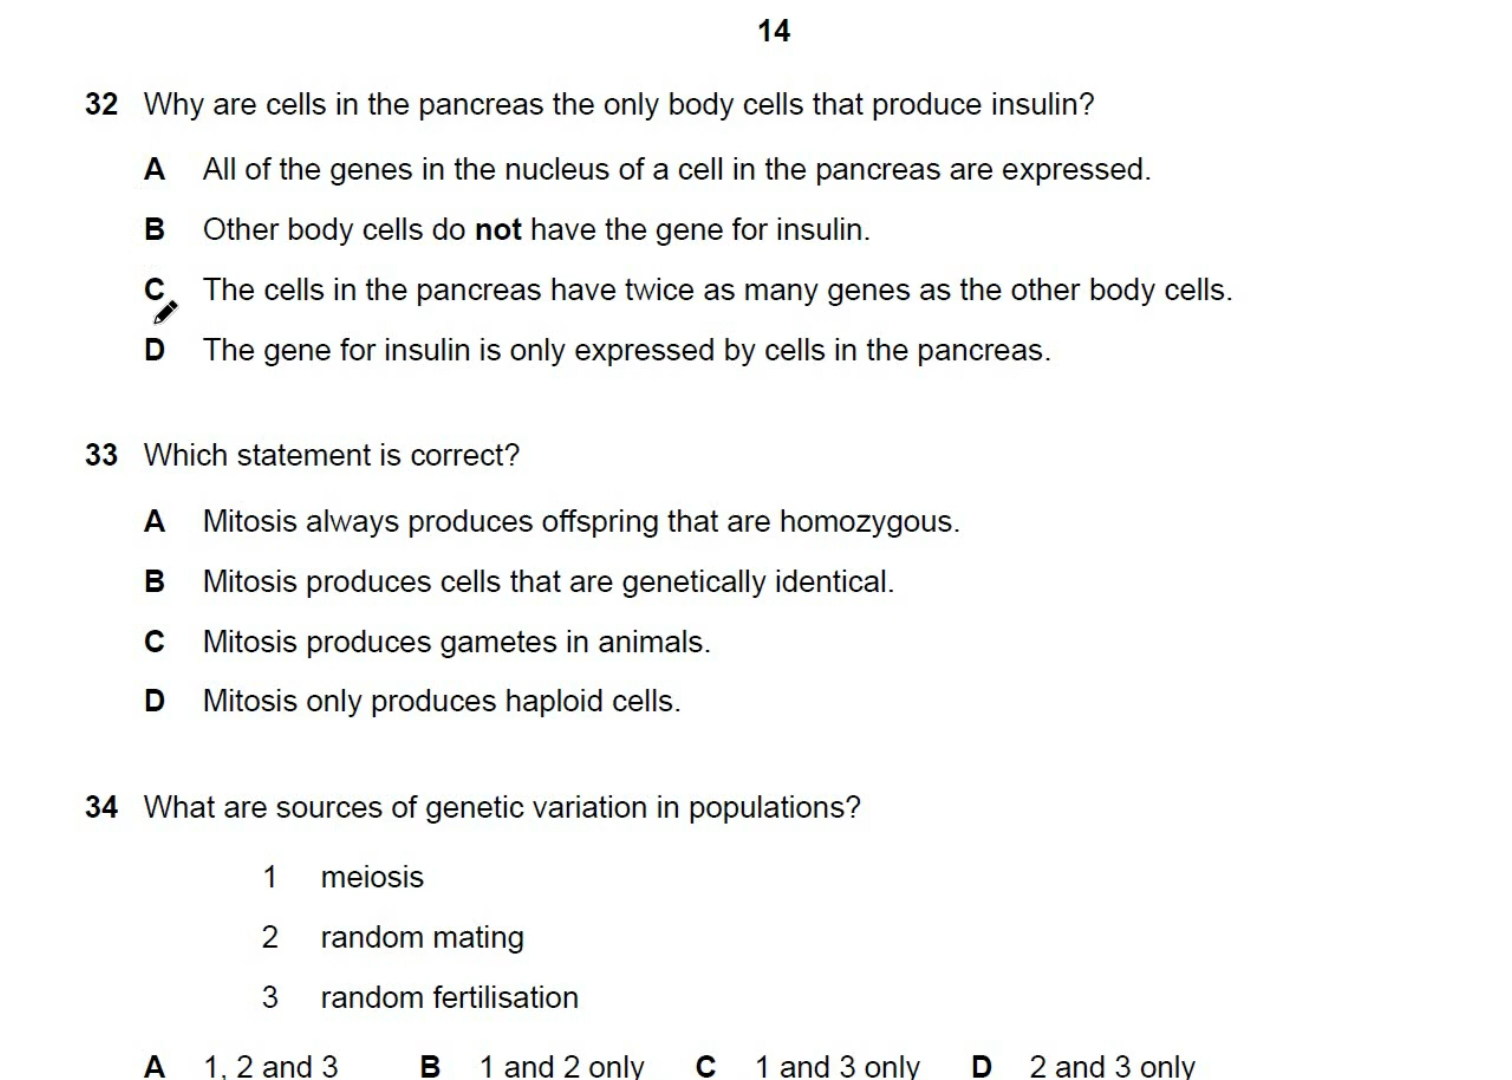 14
32 Why are cells in the pancreas the only body cells that produce insulin?
A All of the genes in the nucleus of a cell in the pancreas are expressed.
B Other body cells do not have the gene for insulin.
C The cells in the pancreas have twice as many genes as the other body cells.
D The gene for insulin is only expressed by cells in the pancreas.
33 Which statement is correct?
A Mitosis always produces offspring that are homozygous.
B Mitosis produces cells that are genetically identical.
C Mitosis produces gametes in animals.
D Mitosis only produces haploid cells.
34 What are sources of genetic variation in populations?
1 meiosis
2 random mating
3 random fertilisation
A 1, 2 and 3 B 1 and 2 only C 1 and 3 only D 2 and 3 only